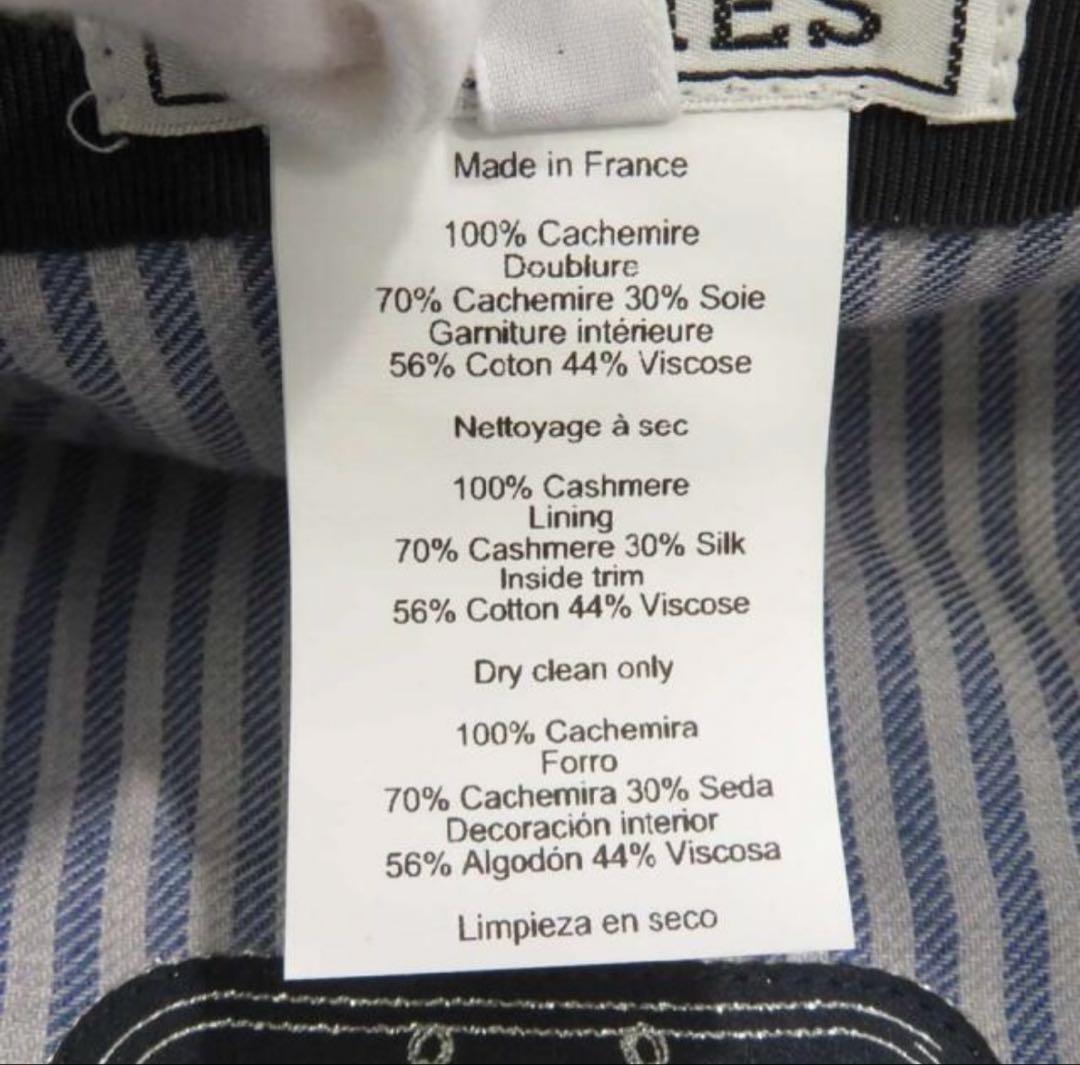 Made in France
100% Cachemire
Doublure
70% Cachemire 30% Soie
Garniture intérieure
56% Coton 44% Viscose
Nettoyage à sec
100% Cashmere
Lining
70% Cashmere 30% Silk
Inside trim
56% Cotton 44% Viscose
Dry clean only
100% Cachemira
Forro
70% Cachemira 30% Seda
Decoración interior
56% Algodón 44% Viscosa
Limpieza en seco